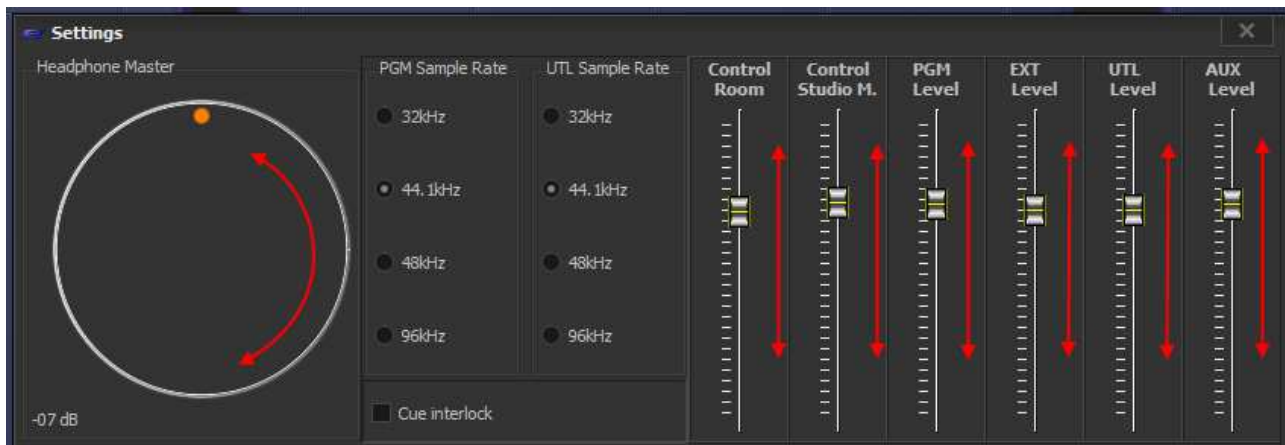 Settings
Headphone Master
-07 dB
PGM Sample Rate
32kHz
44.1kHz
48kHz
96kHz
UTL Sample Rate
32kHz
44.1kHz
48kHz
96kHz
Cue interlock
Control
Room
Control
Studio M.
PGM
Level
EXT
Level
UTL
Level
AUX
Level